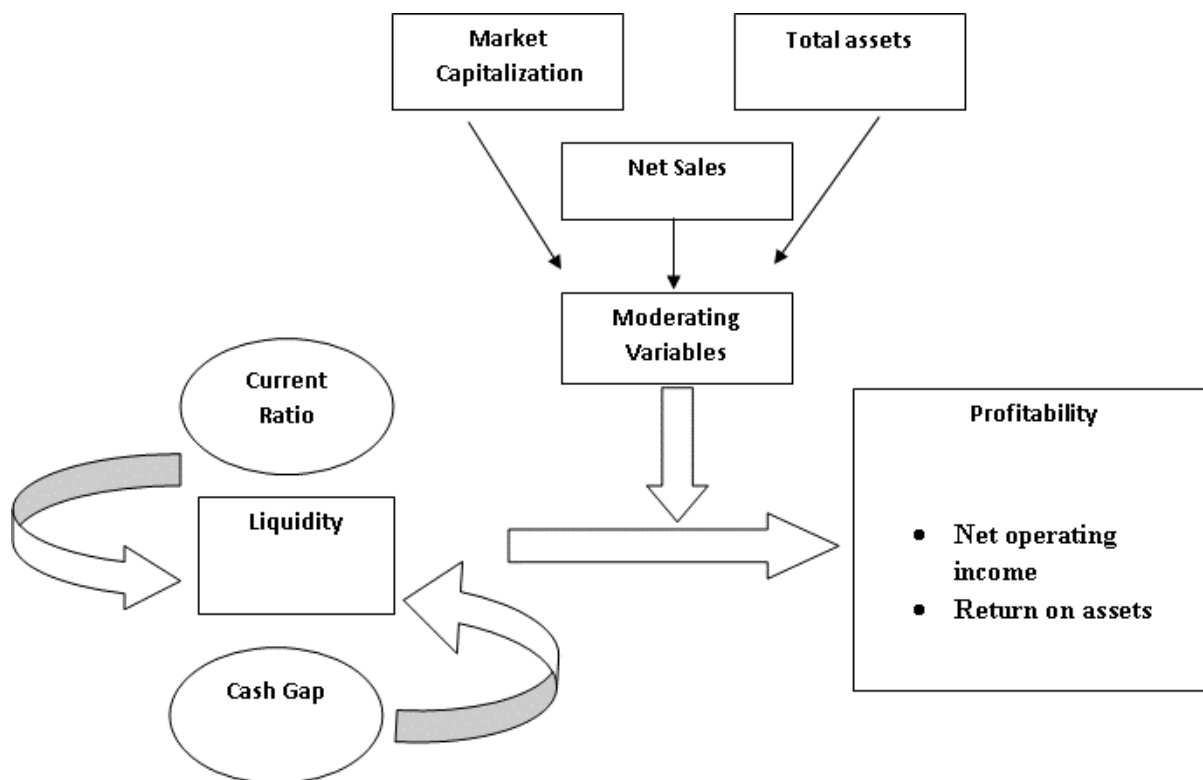 Market
Capitalization
Total assets
Net Sales
Moderating
Variables
Current
Ratio
Liquidity
Cash Gap
Profitability
• Net operating
income
• Return on assets